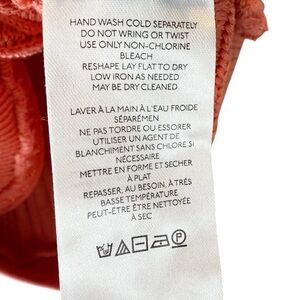 HAND WASH COLD SEPARATELY
DO NOT WRING OR TWIST
USE ONLY NON-CHLORINE
BLEACH
RESHAPE LAY FLAT TO DRY
LOW IRON AS NEEDED
MAY BE DRY CLEANED
LAVER À LA MAIN À L'EAU FROIDE
SÉPARÉMEN
NE PAS TORDRE OU ESSORER
UTILISER UN AGENT DE
BLANCHIMENT SANS CHLORE SI
NÉCESSAIRE
METTRE EN FORME ET SECHER
À PLAT
REPASSER, AU BESOIN, À TRÉS
BASSE TEMPÉRATURE
PEUT-ÉTRE ÉTRE NETTOYÉE
À SEC
P